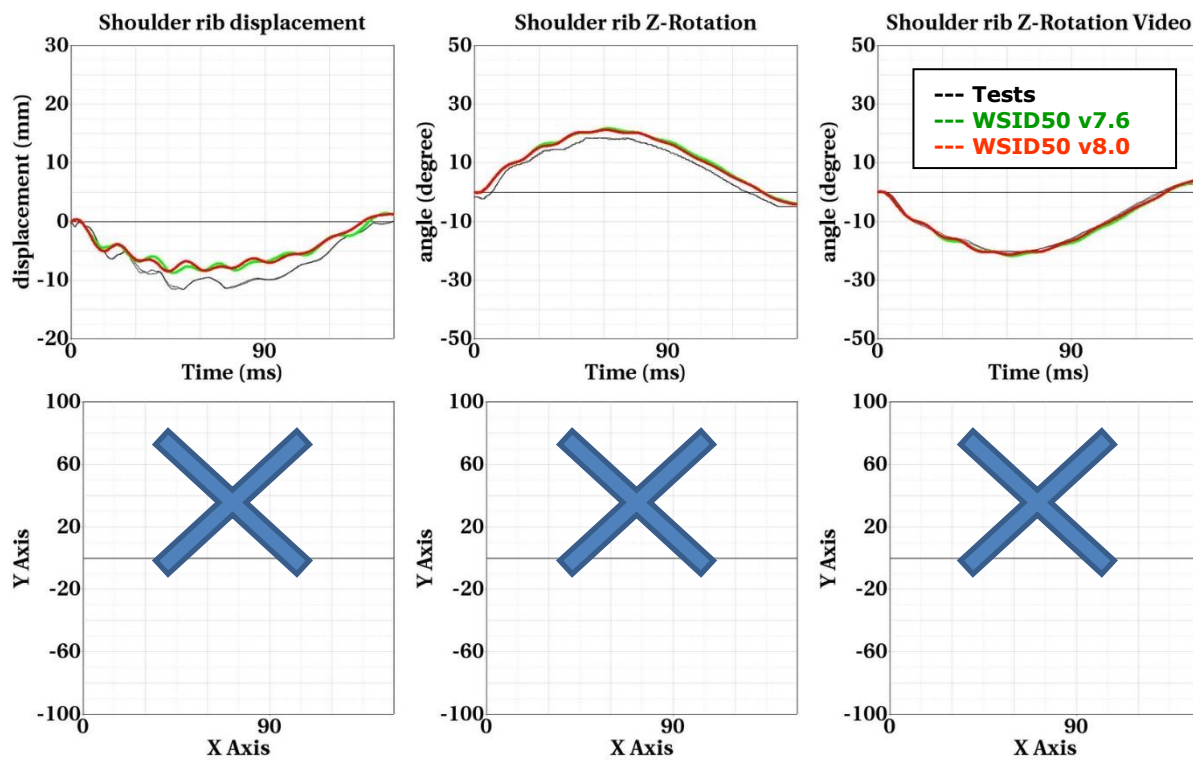 Shoulder rib displacement
30
20
10
0
-10
-20
displacement (mm)
0
90
Time (ms)
Shoulder rib Z-Rotation
50
30
10
-10
-30
-50
angle (degree)
0
90
Time (ms)
Shoulder rib Z-Rotation Video
50
30
10
-10
-30
-50
angle (degree)
0
90
Time (ms)
--- Tests
--- WSID50 v7.6
--- WSID50 v8.0
100
60
20
-20
-60
-100
Y Axis
0
90
X Axis
100
60
20
-20
-60
-100
Y Axis
0
90
X Axis
100
60
20
-20
-60
-100
Y Axis
0
90
X Axis